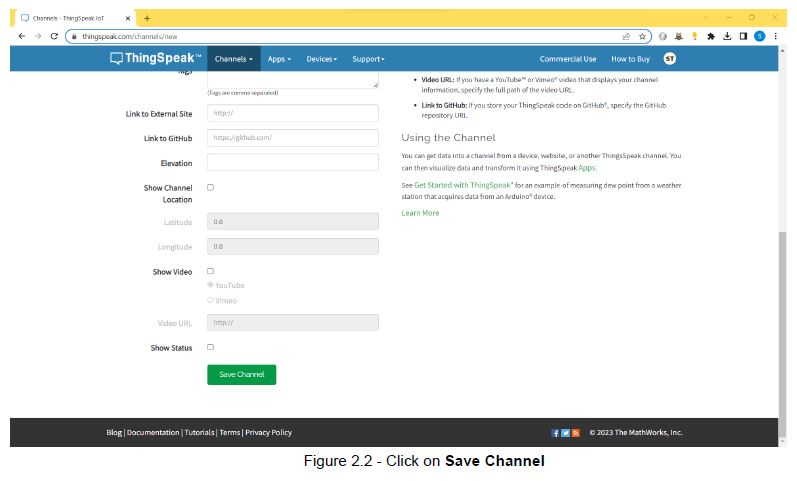 Channels - ThingSpeak IoT
thingspeak.com/channels/new
ThingSpeak™
Channels
Apps
Devices
Support
Commercial Use
How to Buy
ST
Tags
(Tags are comma separated)
Link to External Site
http://
Link to GitHub
https://github.com/
Elevation
Show Channel
Location
Latitude
0.0
Longitude
0.0
Show Video
YouTube
Vimeo
Video URL
http://
Show Status
Save Channel
• Video URL: If you have a YouTube™ or Vimeo® video that displays your channel
information, specify the full path of the video URL.
• Link to GitHub: If you store your ThingSpeak code on GitHub®, specify the GitHub
repository URL.
Using the Channel
You can get data into a channel from a device, website, or another ThingsSpeak channel. You
can then visualize data and transform it using ThingSpeak Apps.
See Get Started with ThingSpeak™ for an example of measuring dew point from a weather
station that acquires data from an Arduino® device.
Learn More
Blog | Documentation | Tutorials | Terms | Privacy Policy
© 2023 The MathWorks, Inc.
Figure 2.2 - Click on Save Channel